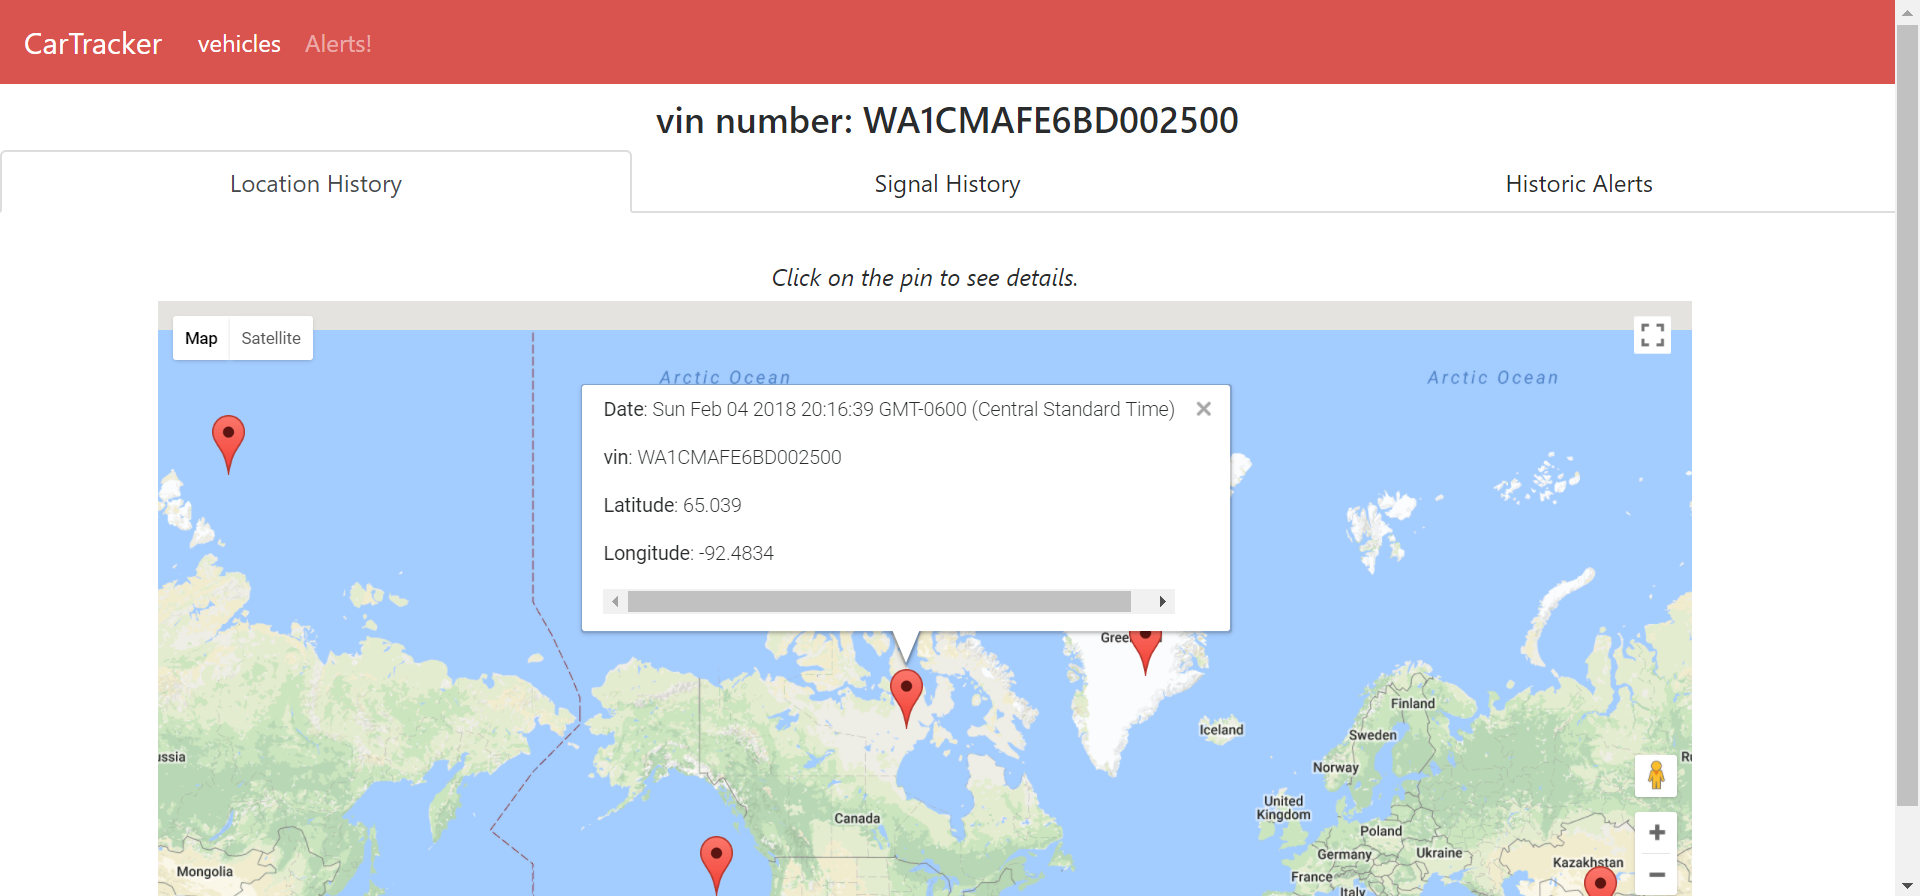 CarTracker vehicles Alerts!
vin number: WA1CMAFE6BD002500
Location History Signal History Historic Alerts
Click on the pin to see details.
Map Satellite
Arctic Ocean Arctic Ocean
Date: Sun Feb 04 2018 20:16:39 GMT-0600 (Central Standard Time)
vin: WA1CMAFE6BD002500
Latitude: 65.039
Longitude: -92.4834
Gree
Finland
Iceland
Sweden
ussia
Norway
United
Kingdom
Canada
Poland
Ukraine
Germany
Kazakhstan
Mongolia
France
Italy